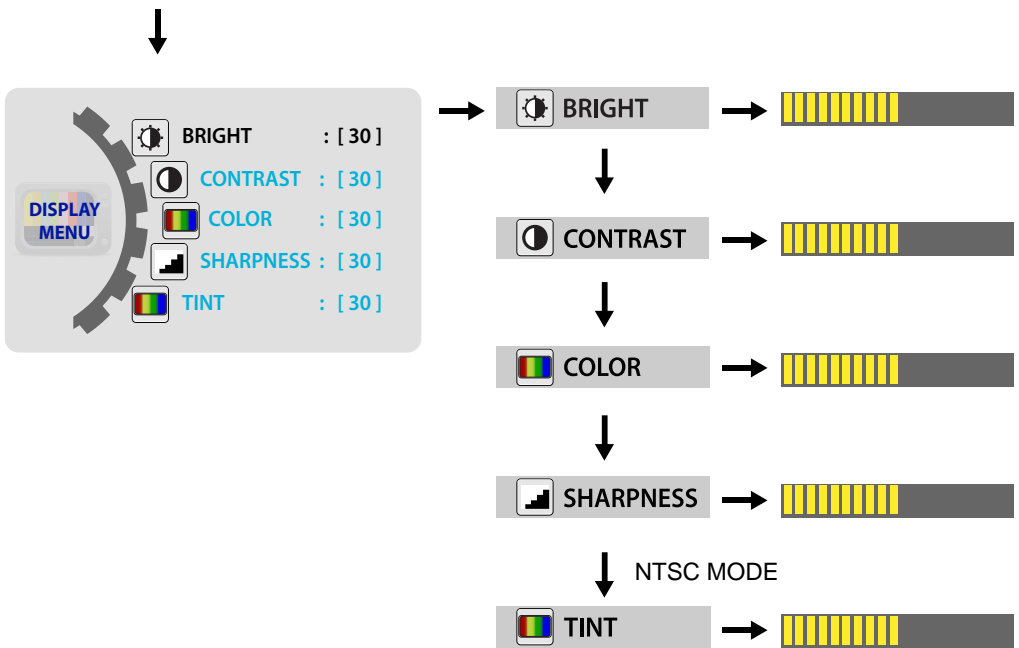 DISPLAY
MENU
BRIGHT : [ 30 ]
CONTRAST : [ 30 ]
COLOR : [ 30 ]
SHARPNESS : [ 30 ]
TINT : [ 30 ]
BRIGHT
CONTRAST
COLOR
SHARPNESS
NTSC MODE
TINT